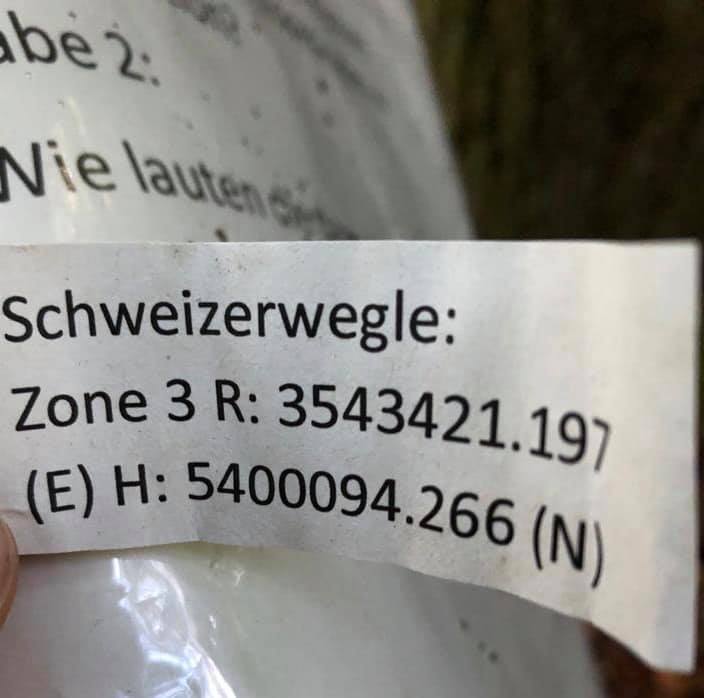 abe 2:
Wie lauten
Schweizerwegle:
Zone 3 R: 3543421.197
(E) H: 5400094.266 (N)